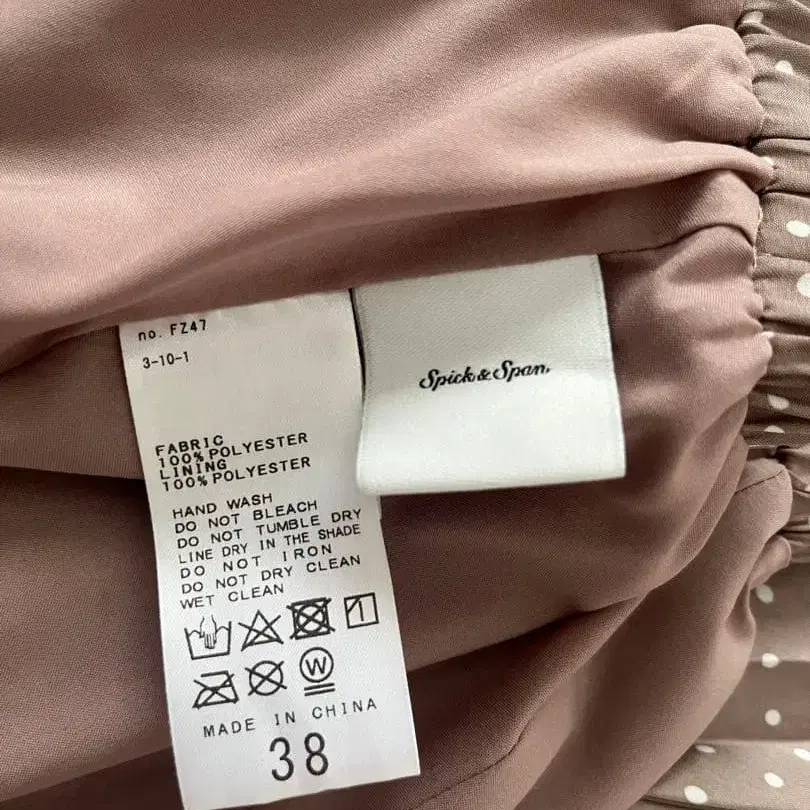 no. FZ47
3-10-1
FABRIC
100% POLYESTER
LINING
100% POLYESTER
HAND WASH
DO NOT BLEACH
DO NOT TUMBLE DRY
LINE DRY IN THE SHADE
DO NOT IRON
DO NOT DRY CLEAN
WET CLEAN
W
MADE IN CHINA
38
Spick & Span.